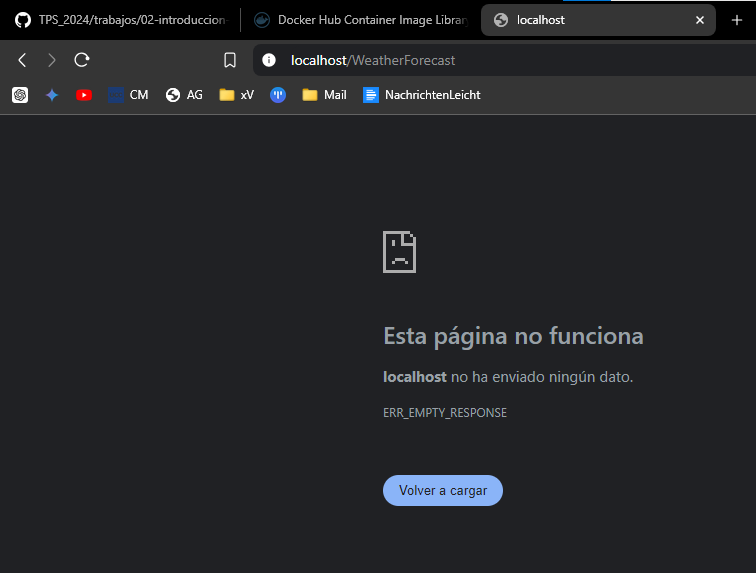 TPS_2024/trabajos/02-introduccion-
Docker Hub Container Image Librar
localhost
localhost/WeatherForecast
CM
AG
xV
Mail
NachrichtenLeicht
Esta página no funciona
localhost no ha enviado ningún dato.
ERR_EMPTY_RESPONSE
Volver a cargar